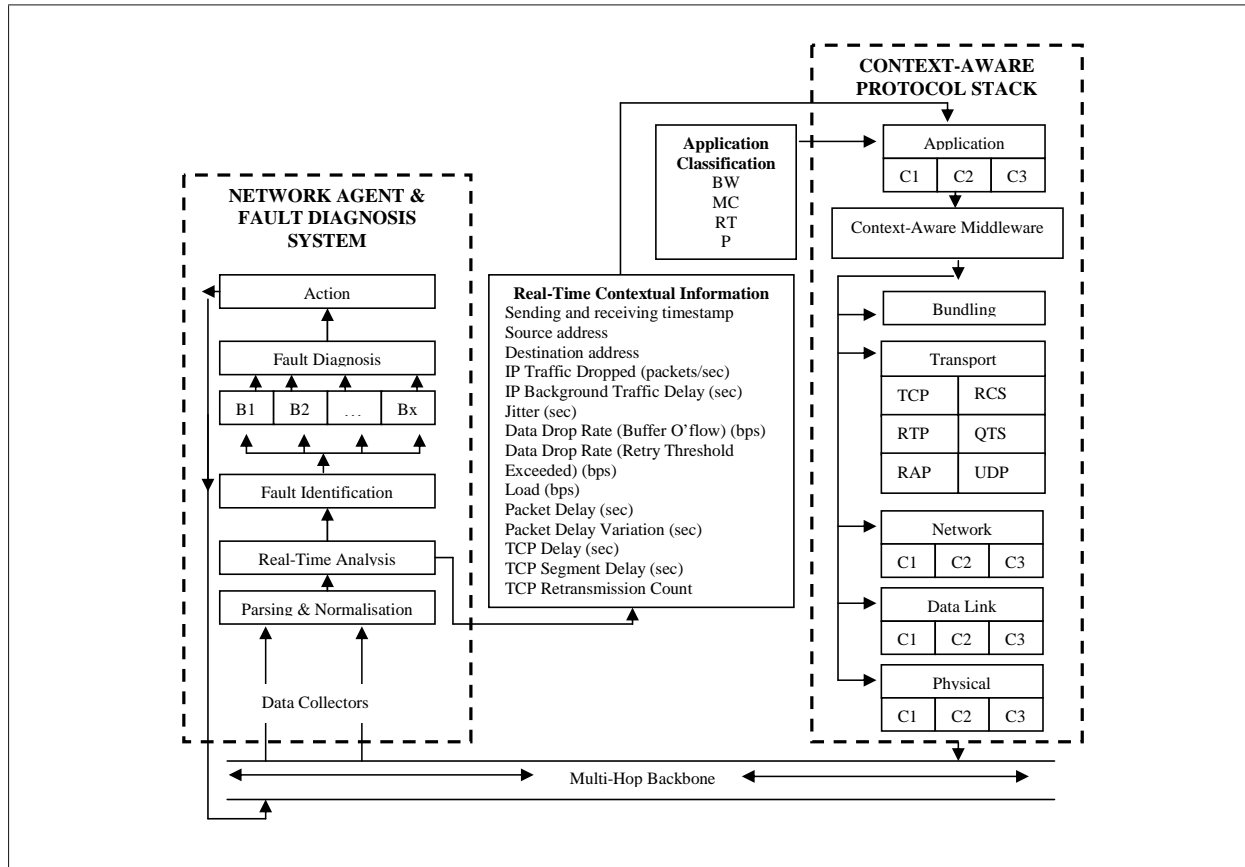 CONTEXT-AWARE
PROTOCOL STACK
Application
C1 C2 C3
Context-Aware Middleware
Bundling
Transport
TCP RCS
RTP QTS
RAP UDP
Network
C1 C2 C3
Data Link
C1 C2 C3
Physical
C1 C2 C3
Application
Classification
BW
MC
RT
P
NETWORK AGENT &
FAULT DIAGNOSIS
SYSTEM
Action
Fault Diagnosis
B1 B2 … Bx
Fault Identification
Real-Time Analysis
Parsing & Normalisation
Data Collectors
Real-Time Contextual Information
Sending and receiving timestamp
Source address
Destination address
IP Traffic Dropped (packets/sec)
IP Background Traffic Delay (sec)
Jitter (sec)
Data Drop Rate (Buffer O'flow) (bps)
Data Drop Rate (Retry Threshold
Exceeded) (bps)
Load (bps)
Packet Delay (sec)
Packet Delay Variation (sec)
TCP Delay (sec)
TCP Segment Delay (sec)
TCP Retransmission Count
Multi-Hop Backbone